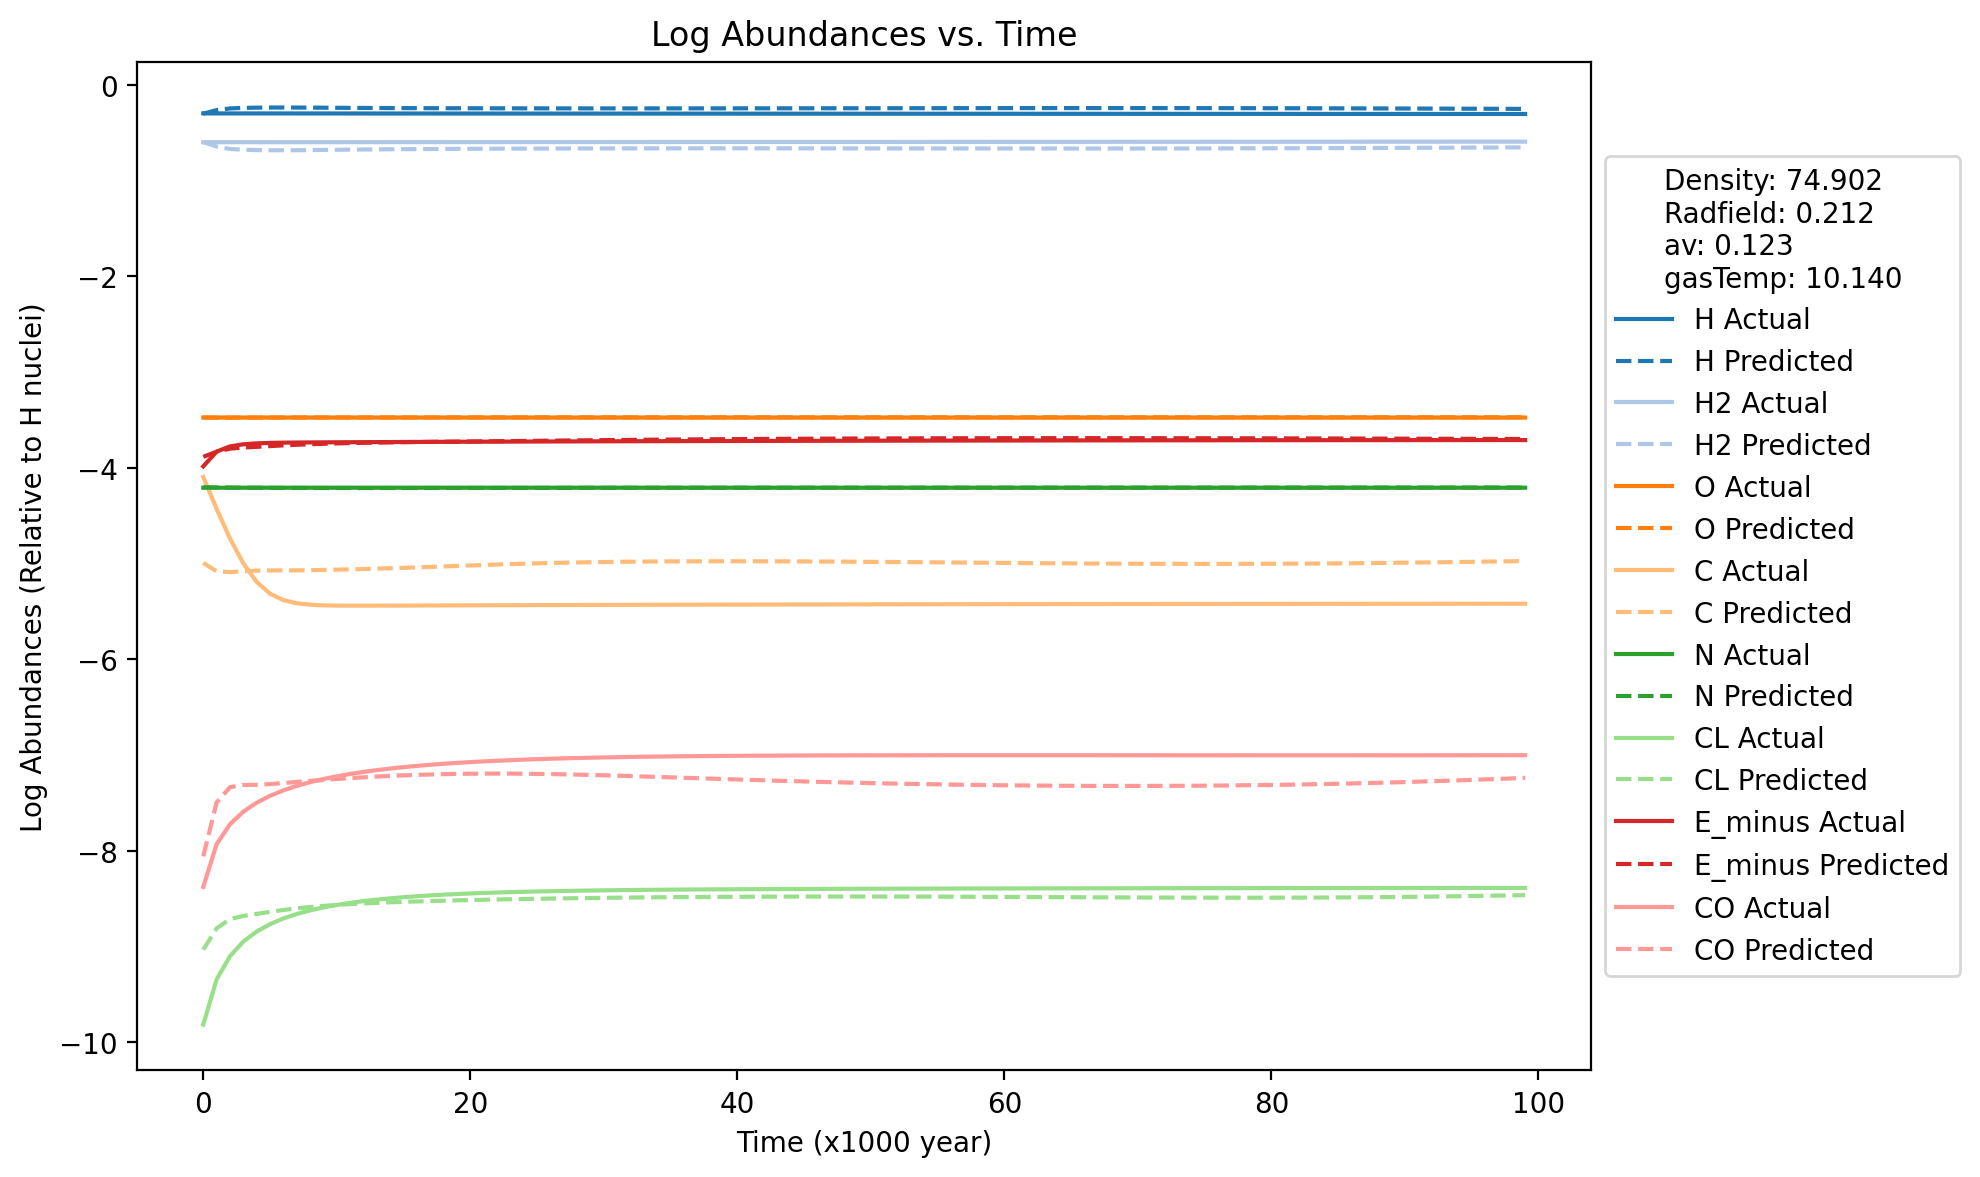 Log Abundances vs. Time
Log Abundances (Relative to H nuclei)
0
−2
−4
−6
−8
−10
0
20
40
60
80
100
Time (x1000 year)
Density: 74.902
Radfield: 0.212
av: 0.123
gasTemp: 10.140
H Actual
H Predicted
H2 Actual
H2 Predicted
O Actual
O Predicted
C Actual
C Predicted
N Actual
N Predicted
CL Actual
CL Predicted
E_minus Actual
E_minus Predicted
CO Actual
CO Predicted